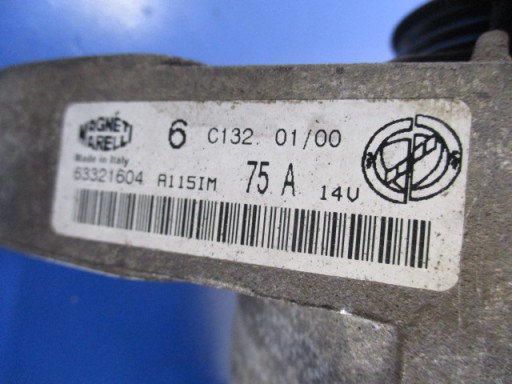 MAGNETI MARELLI
Made in Italy
6 C132 01/00
63321604 A115IM 75 A 14V